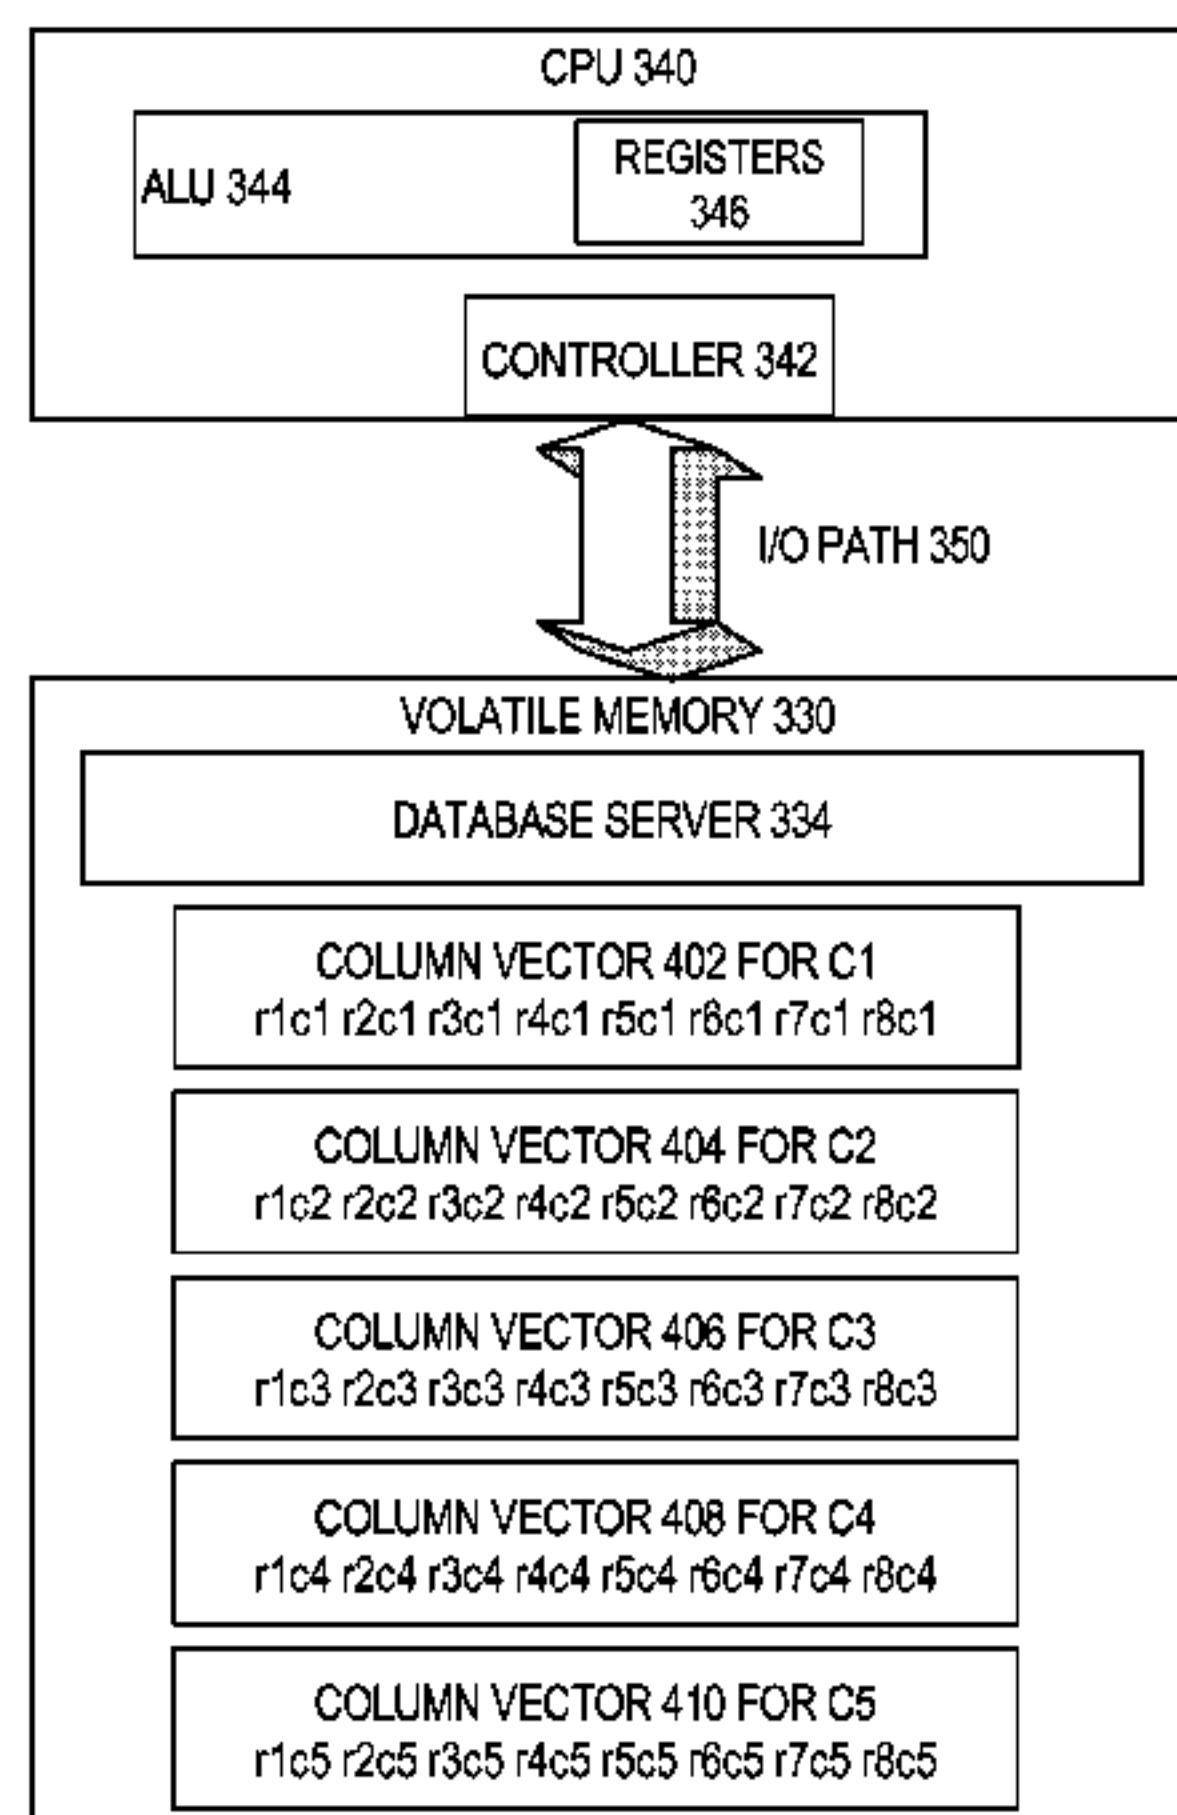 CPU 340
ALU 344
REGISTERS
346
CONTROLLER 342
I/O PATH 350
VOLATILE MEMORY 330
DATABASE SERVER 334
COLUMN VECTOR 402 FOR C1
r1c1 r2c1 r3c1 r4c1 r5c1 r6c1 r7c1 r8c1
COLUMN VECTOR 404 FOR C2
r1c2 r2c2 r3c2 r4c2 r5c2 r6c2 r7c2 r8c2
COLUMN VECTOR 406 FOR C3
r1c3 r2c3 r3c3 r4c3 r5c3 r6c3 r7c3 r8c3
COLUMN VECTOR 408 FOR C4
r1c4 r2c4 r3c4 r4c4 r5c4 r6c4 r7c4 r8c4
COLUMN VECTOR 410 FOR C5
r1c5 r2c5 r3c5 r4c5 r5c5 r6c5 r7c5 r8c5